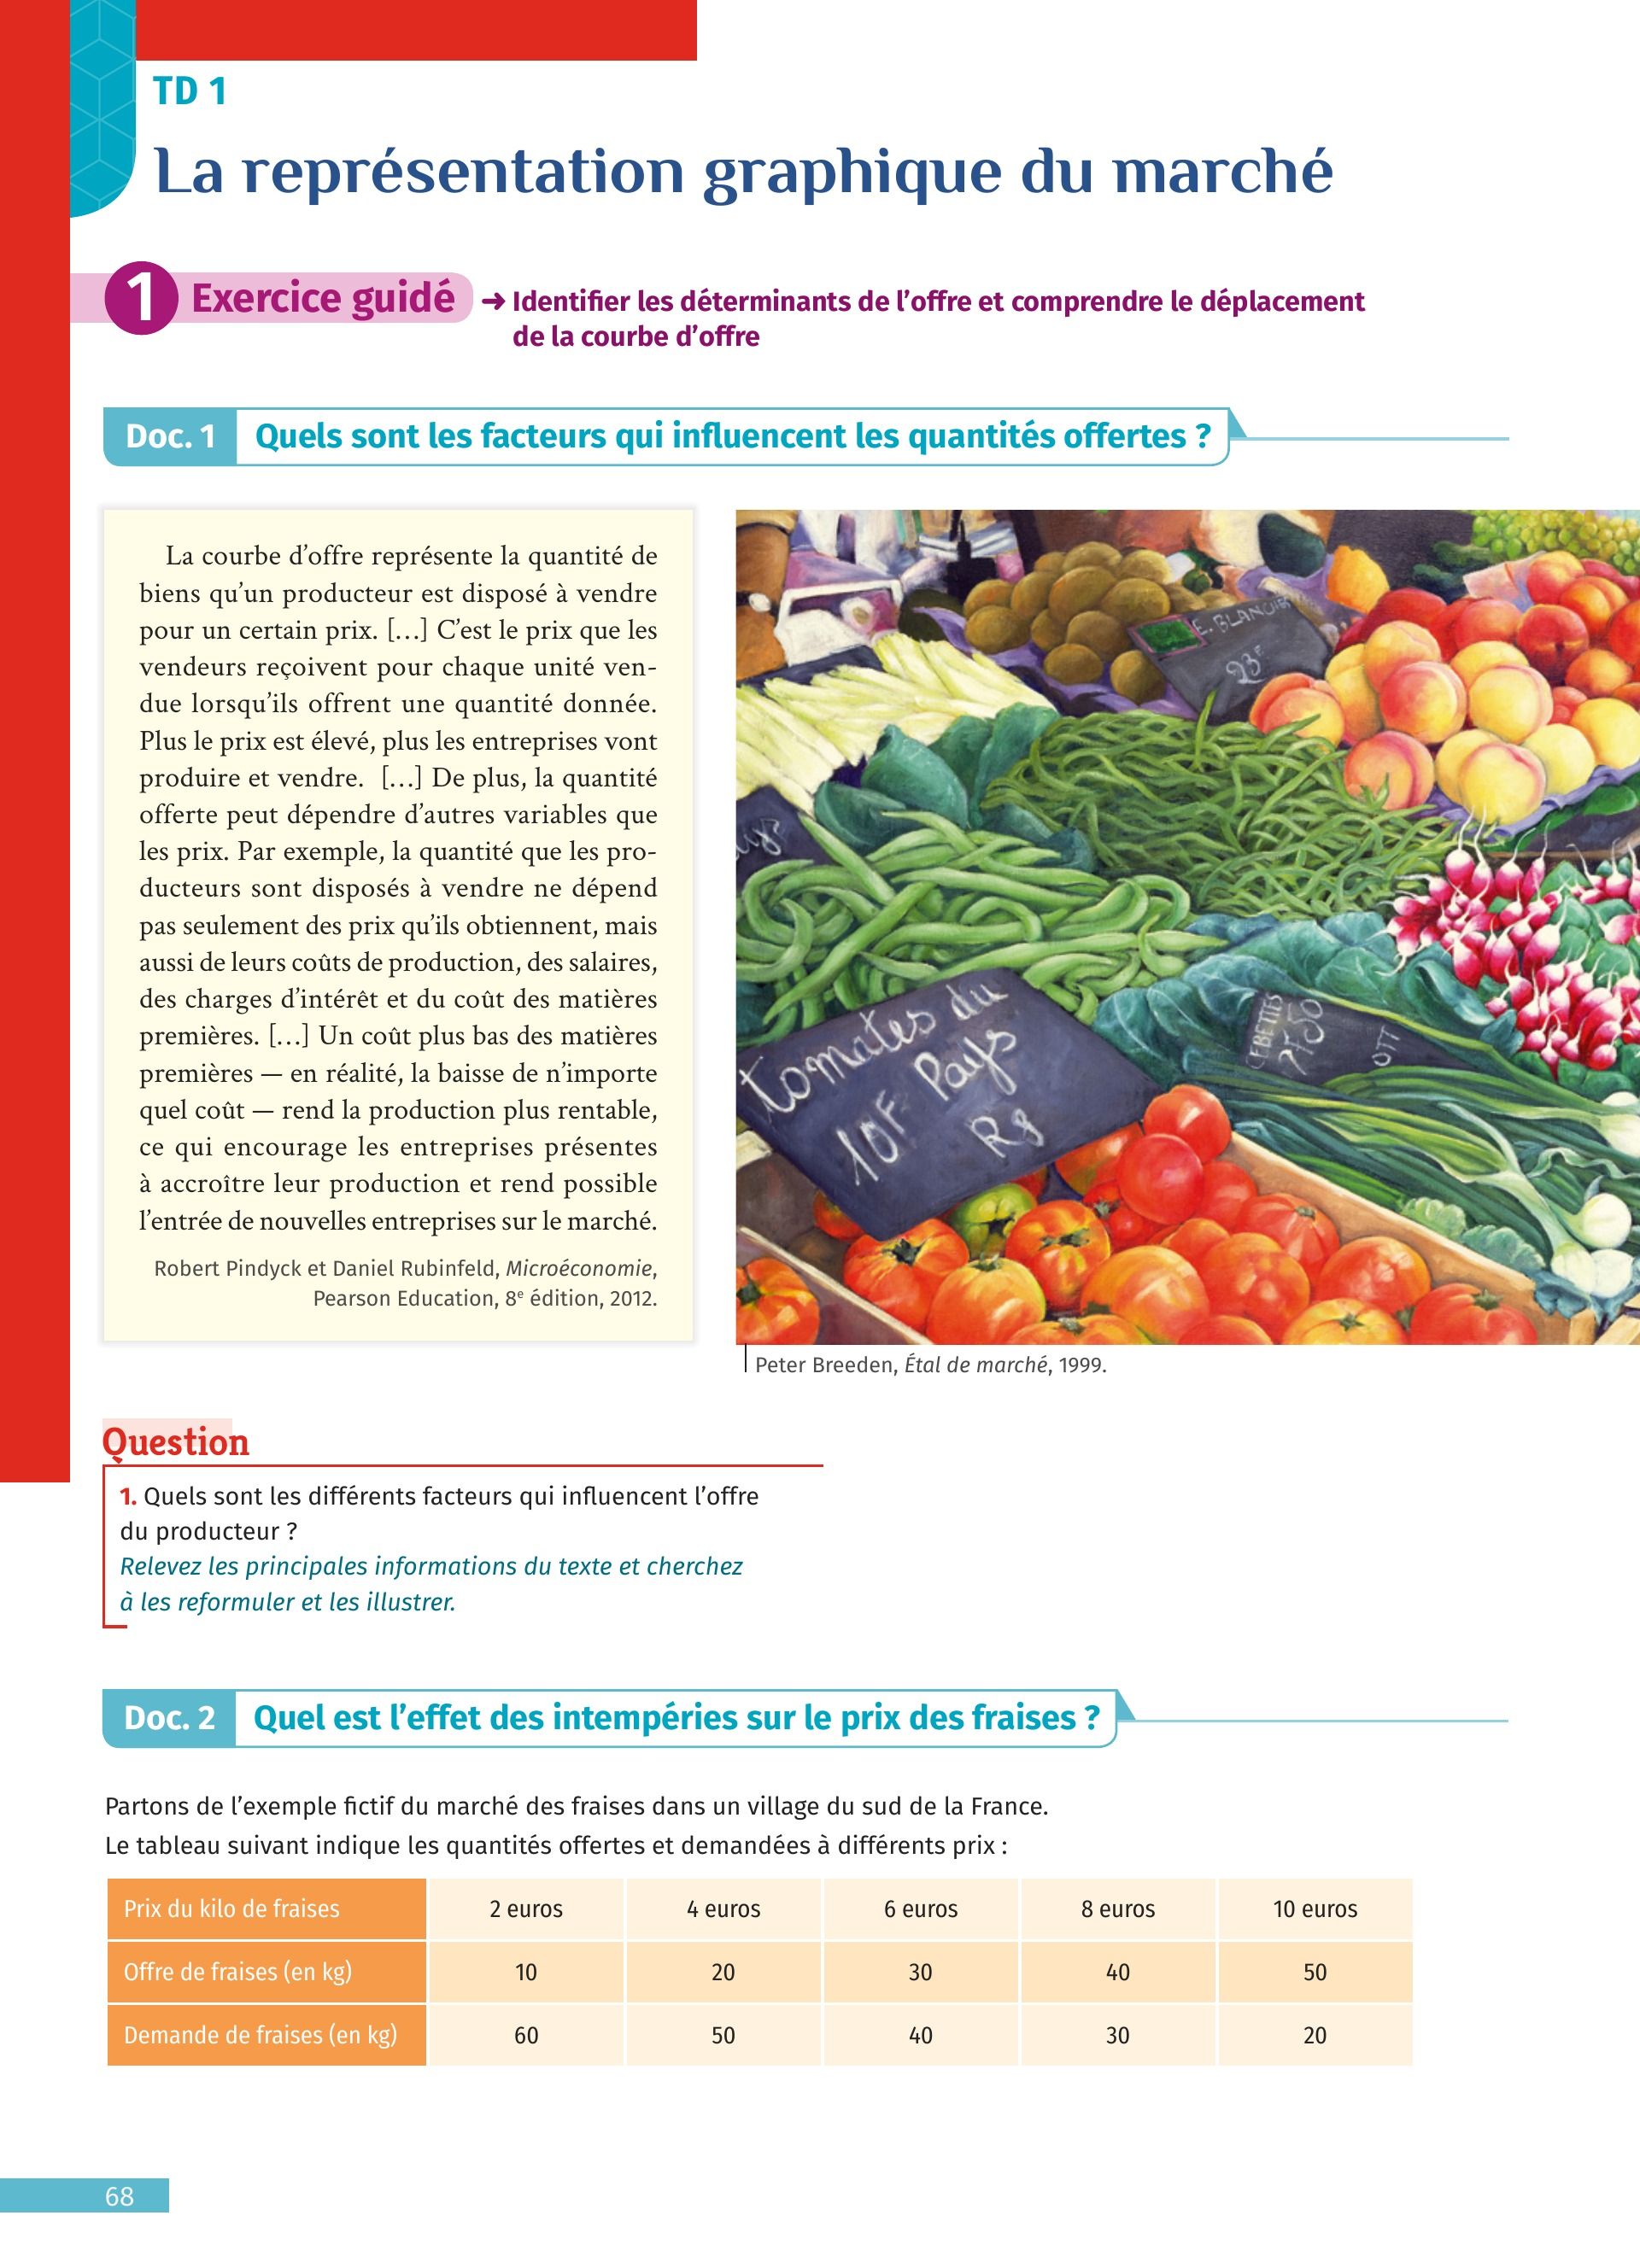 TD 1
La représentation graphique du marché
1 Exercice guidé
➜ Identifier les déterminants de l'offre et comprendre le déplacement
de la courbe d'offre
Doc. 1 Quels sont les facteurs qui influencent les quantités offertes ?
La courbe d'offre représente la quantité de
biens qu'un producteur est disposé à vendre
pour un certain prix. […] C'est le prix que les
vendeurs reçoivent pour chaque unité ven-
due lorsqu'ils offrent une quantité donnée.
Plus le prix est élevé, plus les entreprises vont
produire et vendre. […] De plus, la quantité
offerte peut dépendre d'autres variables que
les prix. Par exemple, la quantité que les pro-
ducteurs sont disposés à vendre ne dépend
pas seulement des prix qu'ils obtiennent, mais
aussi de leurs coûts de production, des salaires,
des charges d'intérêt et du coût des matières
premières. […] Un coût plus bas des matières
premières — en réalité, la baisse de n'importe
quel coût — rend la production plus rentable,
ce qui encourage les entreprises présentes
à accroître leur production et rend possible
l'entrée de nouvelles entreprises sur le marché.
Robert Pindyck et Daniel Rubinfeld, Microéconomie,
Pearson Education, 8e édition, 2012.
E. BLANCHE
23F
tomates du
Pays
10F Kg
7F50
Peter Breeden, Étal de marché, 1999.
Question
1. Quels sont les différents facteurs qui influencent l'offre
du producteur ?
Relevez les principales informations du texte et cherchez
à les reformuler et les illustrer.
Doc. 2 Quel est l'effet des intempéries sur le prix des fraises ?
Partons de l'exemple fictif du marché des fraises dans un village du sud de la France.
Le tableau suivant indique les quantités offertes et demandées à différents prix :
Prix du kilo de fraises 2 euros 4 euros 6 euros 8 euros 10 euros
Offre de fraises (en kg) 10 20 30 40 50
Demande de fraises (en kg) 60 50 40 30 20
68